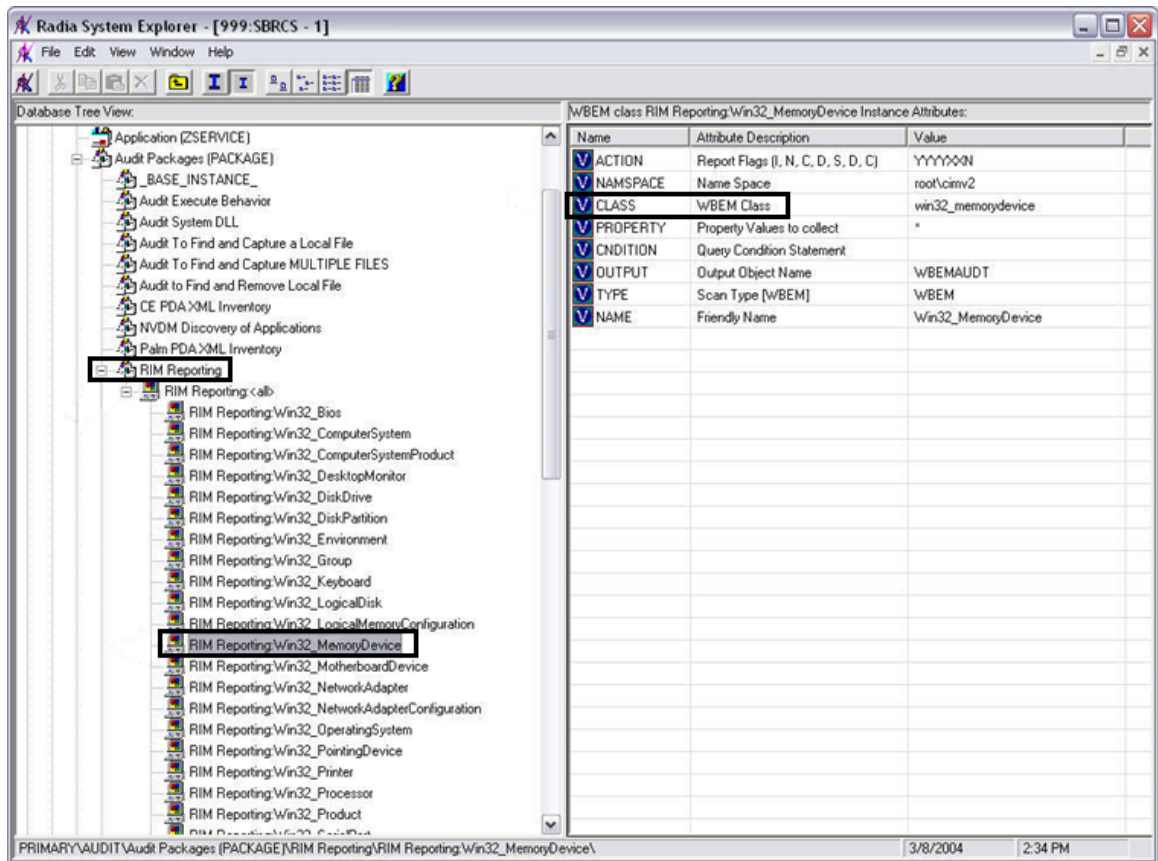 Radia System Explorer - [999:SBRCS - 1]
File Edit View Window Help
Database Tree View:
Application (ZSERVICE)
Audit Packages (PACKAGE)
_BASE_INSTANCE_
Audit Execute Behavior
Audit System DLL
Audit To Find and Capture a Local File
Audit To Find and Capture MULTIPLE FILES
Audit to Find and Remove Local File
CE PDA XML Inventory
NVDM Discovery of Applications
Palm PDA XML Inventory
RIM Reporting
RIM Reporting:<all>
RIM Reporting:Win32_Bios
RIM Reporting:Win32_ComputerSystem
RIM Reporting:Win32_ComputerSystemProduct
RIM Reporting:Win32_DesktopMonitor
RIM Reporting:Win32_DiskDrive
RIM Reporting:Win32_DiskPartition
RIM Reporting:Win32_Environment
RIM Reporting:Win32_Group
RIM Reporting:Win32_Keyboard
RIM Reporting:Win32_LogicalDisk
RIM Reporting:Win32_LogicalMemoryConfiguration
RIM Reporting:Win32_MemoryDevice
RIM Reporting:Win32_MotherboardDevice
RIM Reporting:Win32_NetworkAdapter
RIM Reporting:Win32_NetworkAdapterConfiguration
RIM Reporting:Win32_OperatingSystem
RIM Reporting:Win32_PointingDevice
RIM Reporting:Win32_Printer
RIM Reporting:Win32_Processor
RIM Reporting:Win32_Product
WBEM class RIM Reporting:Win32_MemoryDevice Instance Attributes:
Name Attribute Description Value
ACTION Report Flags (I, N, C, D, S, D, C) YYYYXXN
NAMSPACE Name Space root\cimv2
CLASS WBEM Class win32_memorydevice
PROPERTY Property Values to collect *
CNDITION Query Condition Statement
OUTPUT Output Object Name WBEMAUDT
TYPE Scan Type [WBEM] WBEM
NAME Friendly Name Win32_MemoryDevice
PRIMARY\AUDIT\Audit Packages (PACKAGE)\RIM Reporting\RIM Reporting:Win32_MemoryDevice\ 3/8/2004 2:34 PM